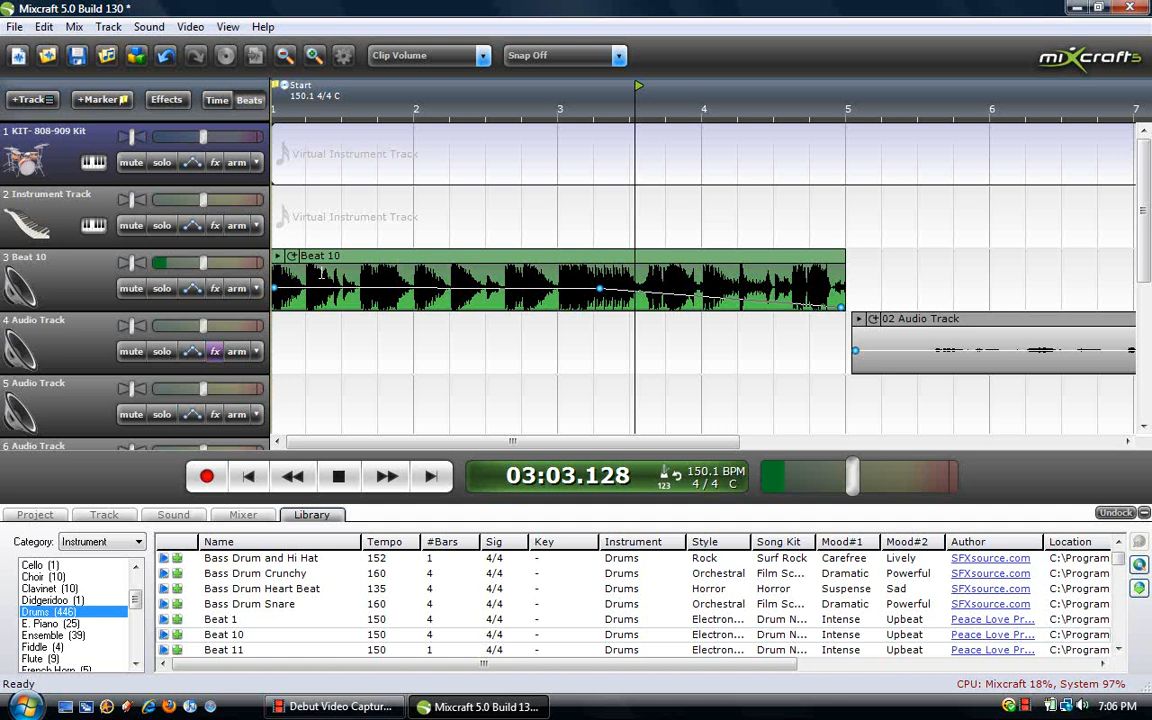 Mixcraft 5.0 Build 130 *
File Edit Mix Track Sound Video View Help
Clip Volume
Snap Off
mixcraft5
+Track
+Marker
Effects
Time
Beats
Start
150.1 4/4 C
1 2 3 4 5 6 7
1 KIT- 808-909 Kit
mute solo fx arm
Virtual Instrument Track
2 Instrument Track
mute solo fx arm
Virtual Instrument Track
3 Beat 10
mute solo fx arm
Beat 10
4 Audio Track
mute solo fx arm
02 Audio Track
5 Audio Track
mute solo fx arm
6 Audio Track
03:03.128
123
150.1 BPM
4 / 4 C
Project Track Sound Mixer Library
Undock
Category: Instrument
Cello (1)
Choir (10)
Clavinet (10)
Didgeridoo (1)
Drums (446)
E. Piano (25)
Ensemble (39)
Fiddle (4)
Flute (9)
French Horn (5)
Name Tempo #Bars Sig Key Instrument Style Song Kit Mood#1 Mood#2 Author Location
Bass Drum and Hi Hat 152 1 4/4 - Drums Rock Surf Rock Carefree Lively SFXsource.com C:\Program
Bass Drum Crunchy 160 4 4/4 - Drums Orchestral Film Sc... Dramatic Powerful SFXsource.com C:\Program
Bass Drum Heart Beat 135 4 4/4 - Drums Horror Horror Suspense Sad SFXsource.com C:\Program
Bass Drum Snare 160 4 4/4 - Drums Orchestral Film Sc... Dramatic Powerful SFXsource.com C:\Program
Beat 1 150 4 4/4 - Drums Electron... Drum N... Intense Upbeat Peace Love Pr... C:\Program
Beat 10 150 4 4/4 - Drums Electron... Drum N... Intense Upbeat Peace Love Pr... C:\Program
Beat 11 150 4 4/4 - Drums Electron... Drum N... Intense Upbeat Peace Love Pr... C:\Program
Ready
CPU: Mixcraft 18%, System 97%
Debut Video Captur...
Mixcraft 5.0 Build 13...
7:06 PM